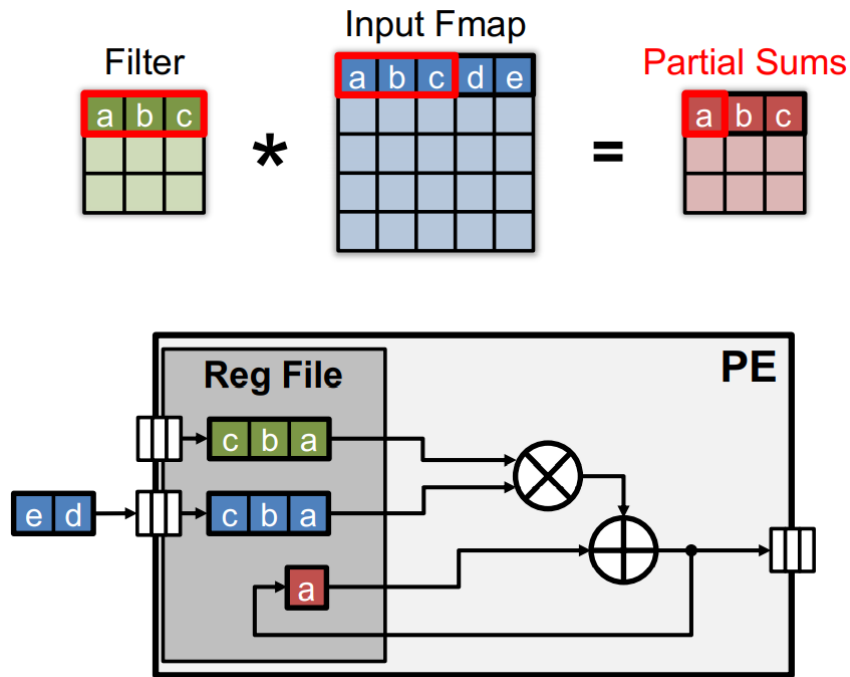 Input Fmap
Filter
Partial Sums
a b c
a b c d e
a b c
*
=
PE
Reg File
c b a
e d
c b a
a